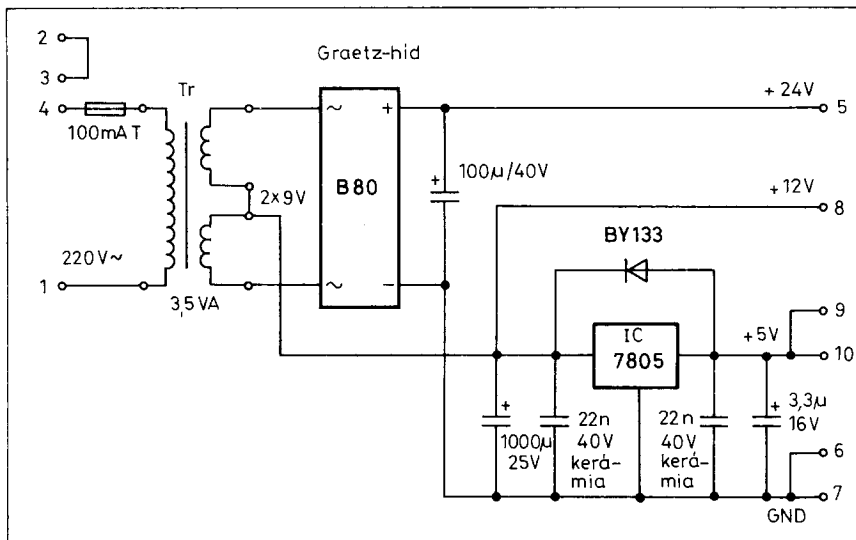 2
3
4
100mA T
Tr
220V~
1
3,5VA
2×9V
Graetz-hid
~ +
B80
~ −
+
100μ/40V
+ 24V
5
+12V
8
BY133
9
IC
7805
+5V
10
+
1000μ
25V
22n
40V
kerá-
mia
22n
40V
kerá-
mia
+ 3,3μ
16V
6
7
GND